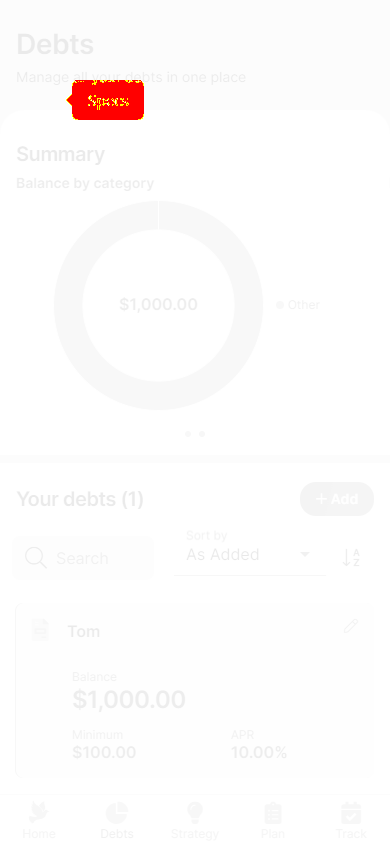 Debts
Manage all your debts in one place
Summary
Balance by category
$1,000.00
Other
Your debts (1)
+ Add
Search
Sort by
As Added
A
Z
Tom
Balance
$1,000.00
Minimum
APR
$100.00
10.00%
Home
Debts
Strategy
Plan
Track